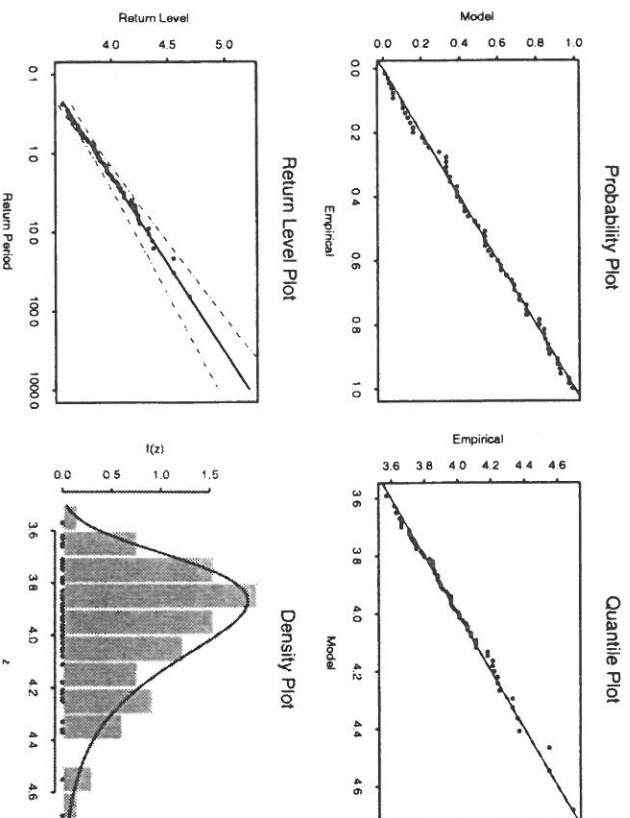 Probability Plot
Model
0.0 0.2 0.4 0.6 0.8 1.0
0.0 0.2 0.4 0.6 0.8 1.0
Empirical
Quantile Plot
Empirical
3.6 3.8 4.0 4.2 4.4 4.6
3.6 3.8 4.0 4.2 4.4 4.6
Model
Return Level Plot
Return Level
4.0 5.0
0.1 1.0 10.0 100.0 1000.0
Return Period
Density Plot
f(z)
0.0 0.5 1.0 1.5
3.6 3.8 4.0 4.2 4.4 4.6
z